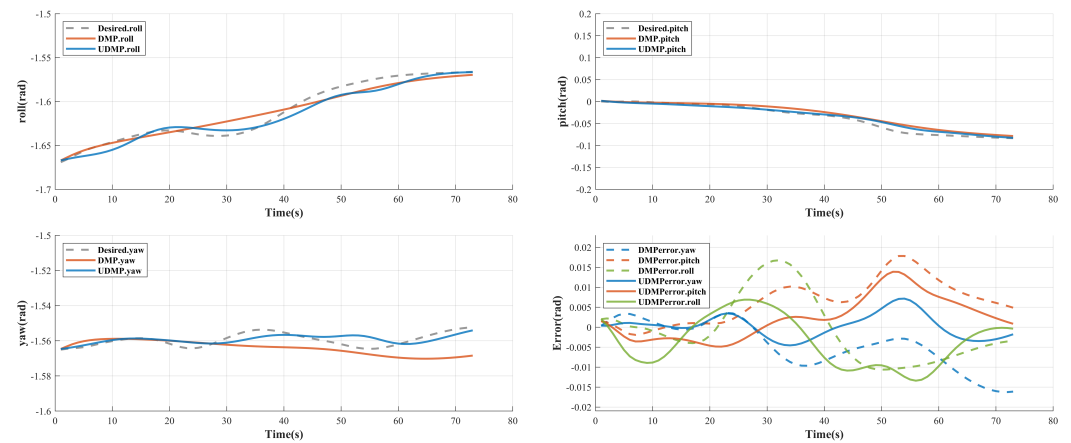 -1.5
-1.55
-1.6
-1.65
-1.7
roll(rad)
Desired.roll
DMP.roll
UDMP.roll
0 10 20 30 40 50 60 70 80
Time(s)
0.2
0.15
0.1
0.05
0
-0.05
-0.1
-0.15
-0.2
pitch(rad)
Desired.pitch
DMP.pitch
UDMP.pitch
0 10 20 30 40 50 60 70 80
Time(s)
-1.5
-1.52
-1.54
-1.56
-1.58
-1.6
yaw(rad)
Desired.yaw
DMP.yaw
UDMP.yaw
0 10 20 30 40 50 60 70 80
Time(s)
0.02
0.015
0.01
0.005
0
-0.005
-0.01
-0.015
-0.02
Error(rad)
DMPerror.yaw
DMPerror.pitch
DMPerror.roll
UDMPerror.yaw
UDMPerror.pitch
UDMPerror.roll
0 10 20 30 40 50 60 70 80
Time(s)